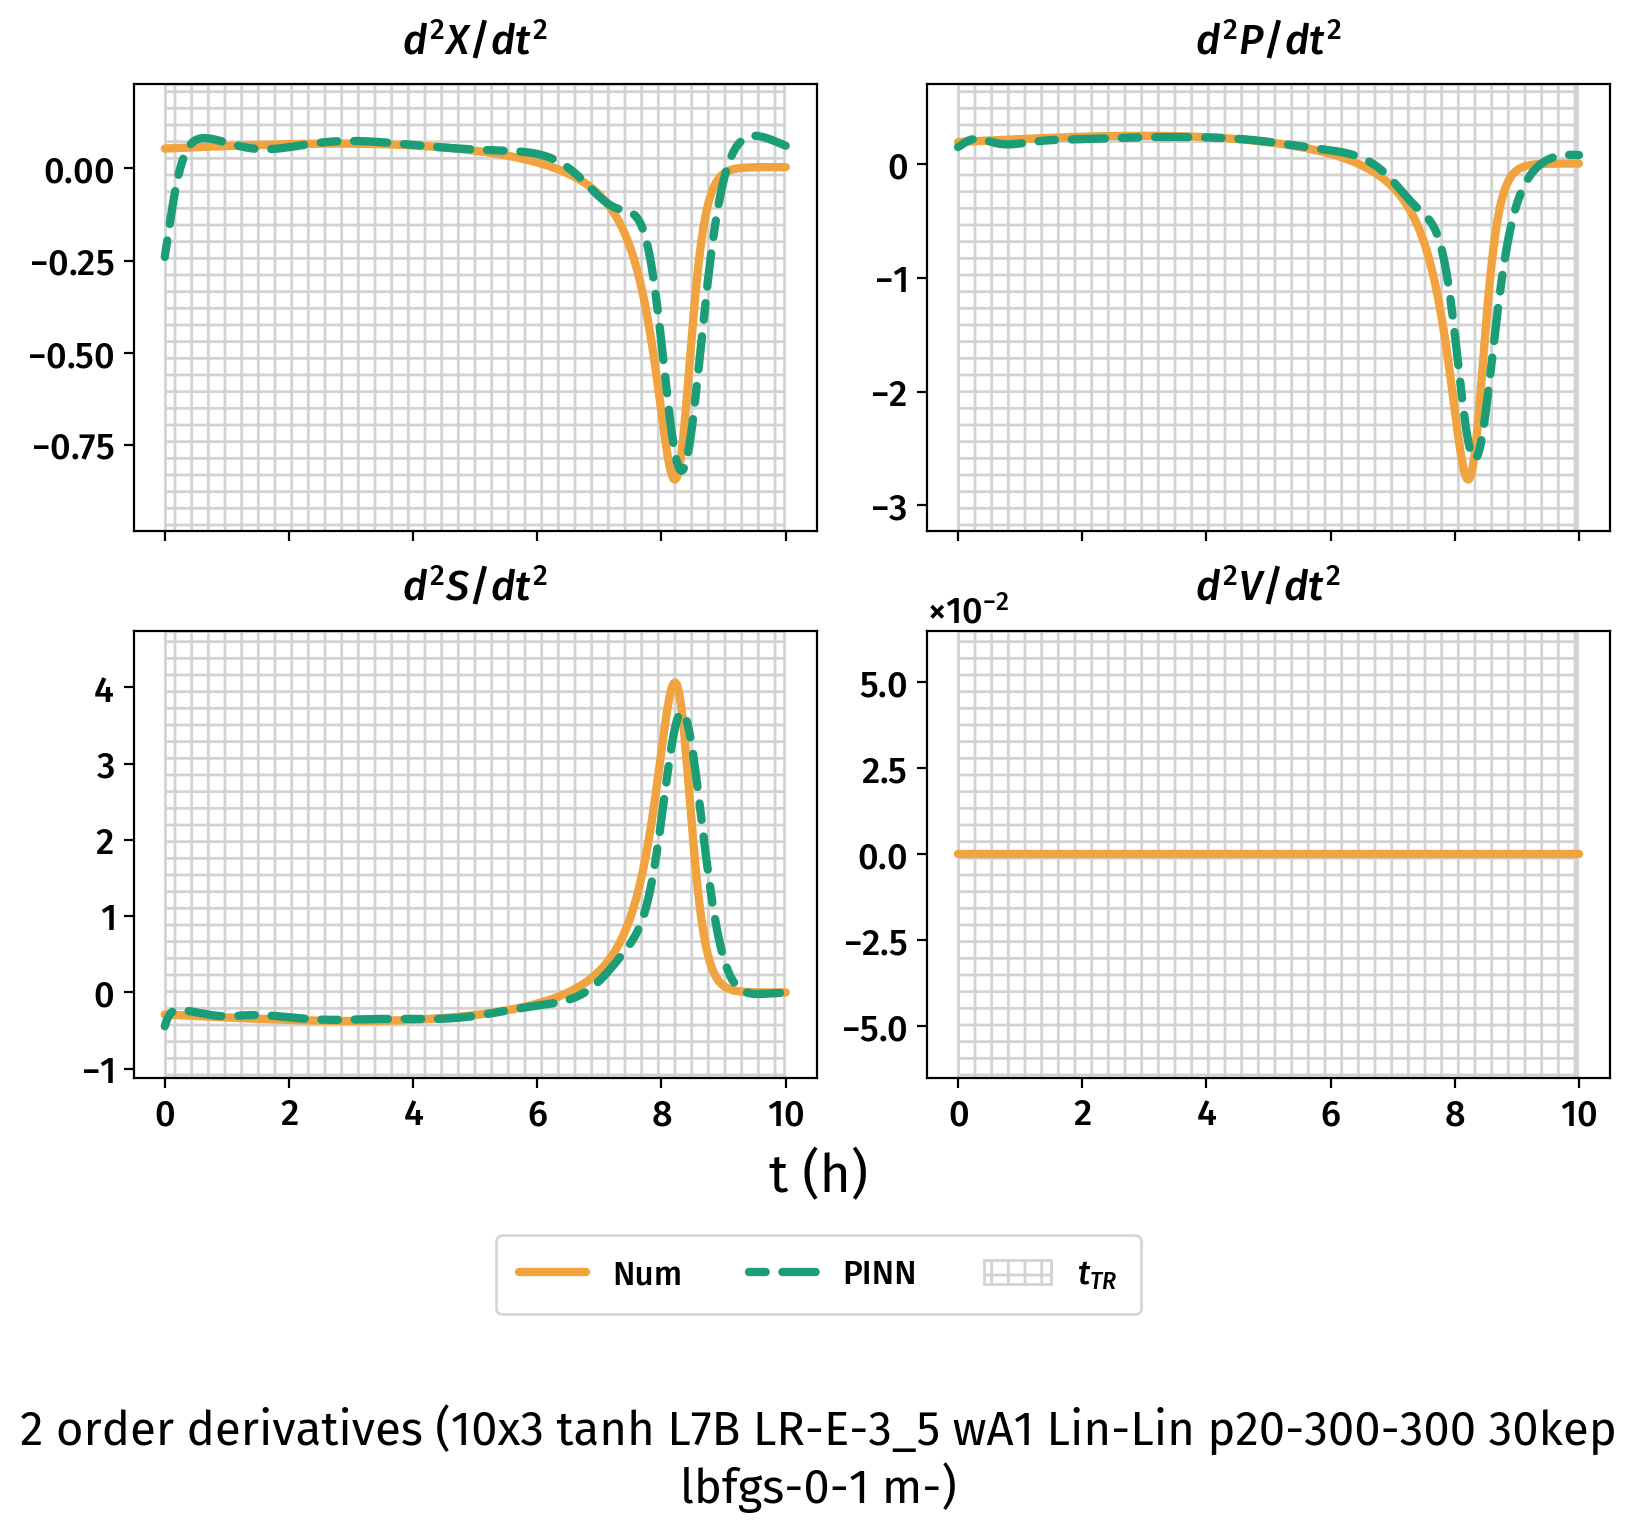 d²X/dt²
d²P/dt²
0.00
−0.25
−0.50
−0.75
0
−1
−2
−3
d²S/dt²
d²V/dt²
×10⁻²
4
3
2
1
0
−1
5.0
2.5
0.0
−2.5
−5.0
0 2 4 6 8 10
0 2 4 6 8 10
t (h)
Num PINN t_TR
2 order derivatives (10x3 tanh L7B LR-E-3_5 wA1 Lin-Lin p20-300-300 30kep
lbfgs-0-1 m-)